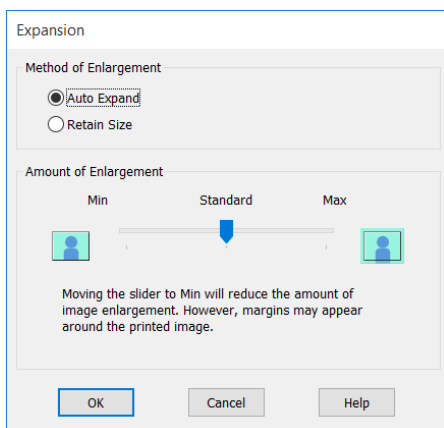 Expansion
Method of Enlargement
Auto Expand
Retain Size
Amount of Enlargement
Min Standard Max
Moving the slider to Min will reduce the amount of
image enlargement. However, margins may appear
around the printed image.
OK Cancel Help